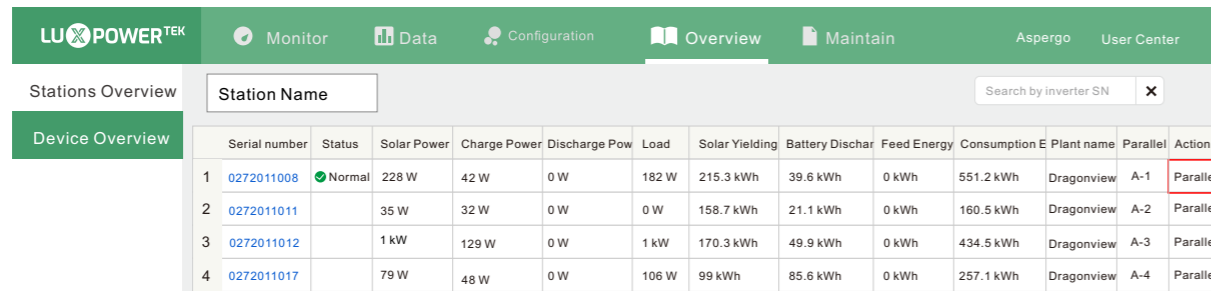 LUXPOWERTEK Monitor Data Configuration Overview Maintain Aspergo User Center
Stations Overview Station Name Search by inverter SN
Device Overview
Serial number Status Solar Power Charge Power Discharge Pow Load Solar Yielding Battery Dischar Feed Energy Consumption E Plant name Parallel Action
1 0272011008 Normal 228 W 42 W 0 W 182 W 215.3 kWh 39.6 kWh 0 kWh 551.2 kWh Dragonview A-1 Paralle
2 0272011011 35 W 32 W 0 W 0 W 158.7 kWh 21.1 kWh 0 kWh 160.5 kWh Dragonview A-2 Paralle
3 0272011012 1 kW 129 W 0 W 1 kW 170.3 kWh 49.9 kWh 0 kWh 434.5 kWh Dragonview A-3 Paralle
4 0272011017 79 W 48 W 0 W 106 W 99 kWh 85.6 kWh 0 kWh 257.1 kWh Dragonview A-4 Paralle